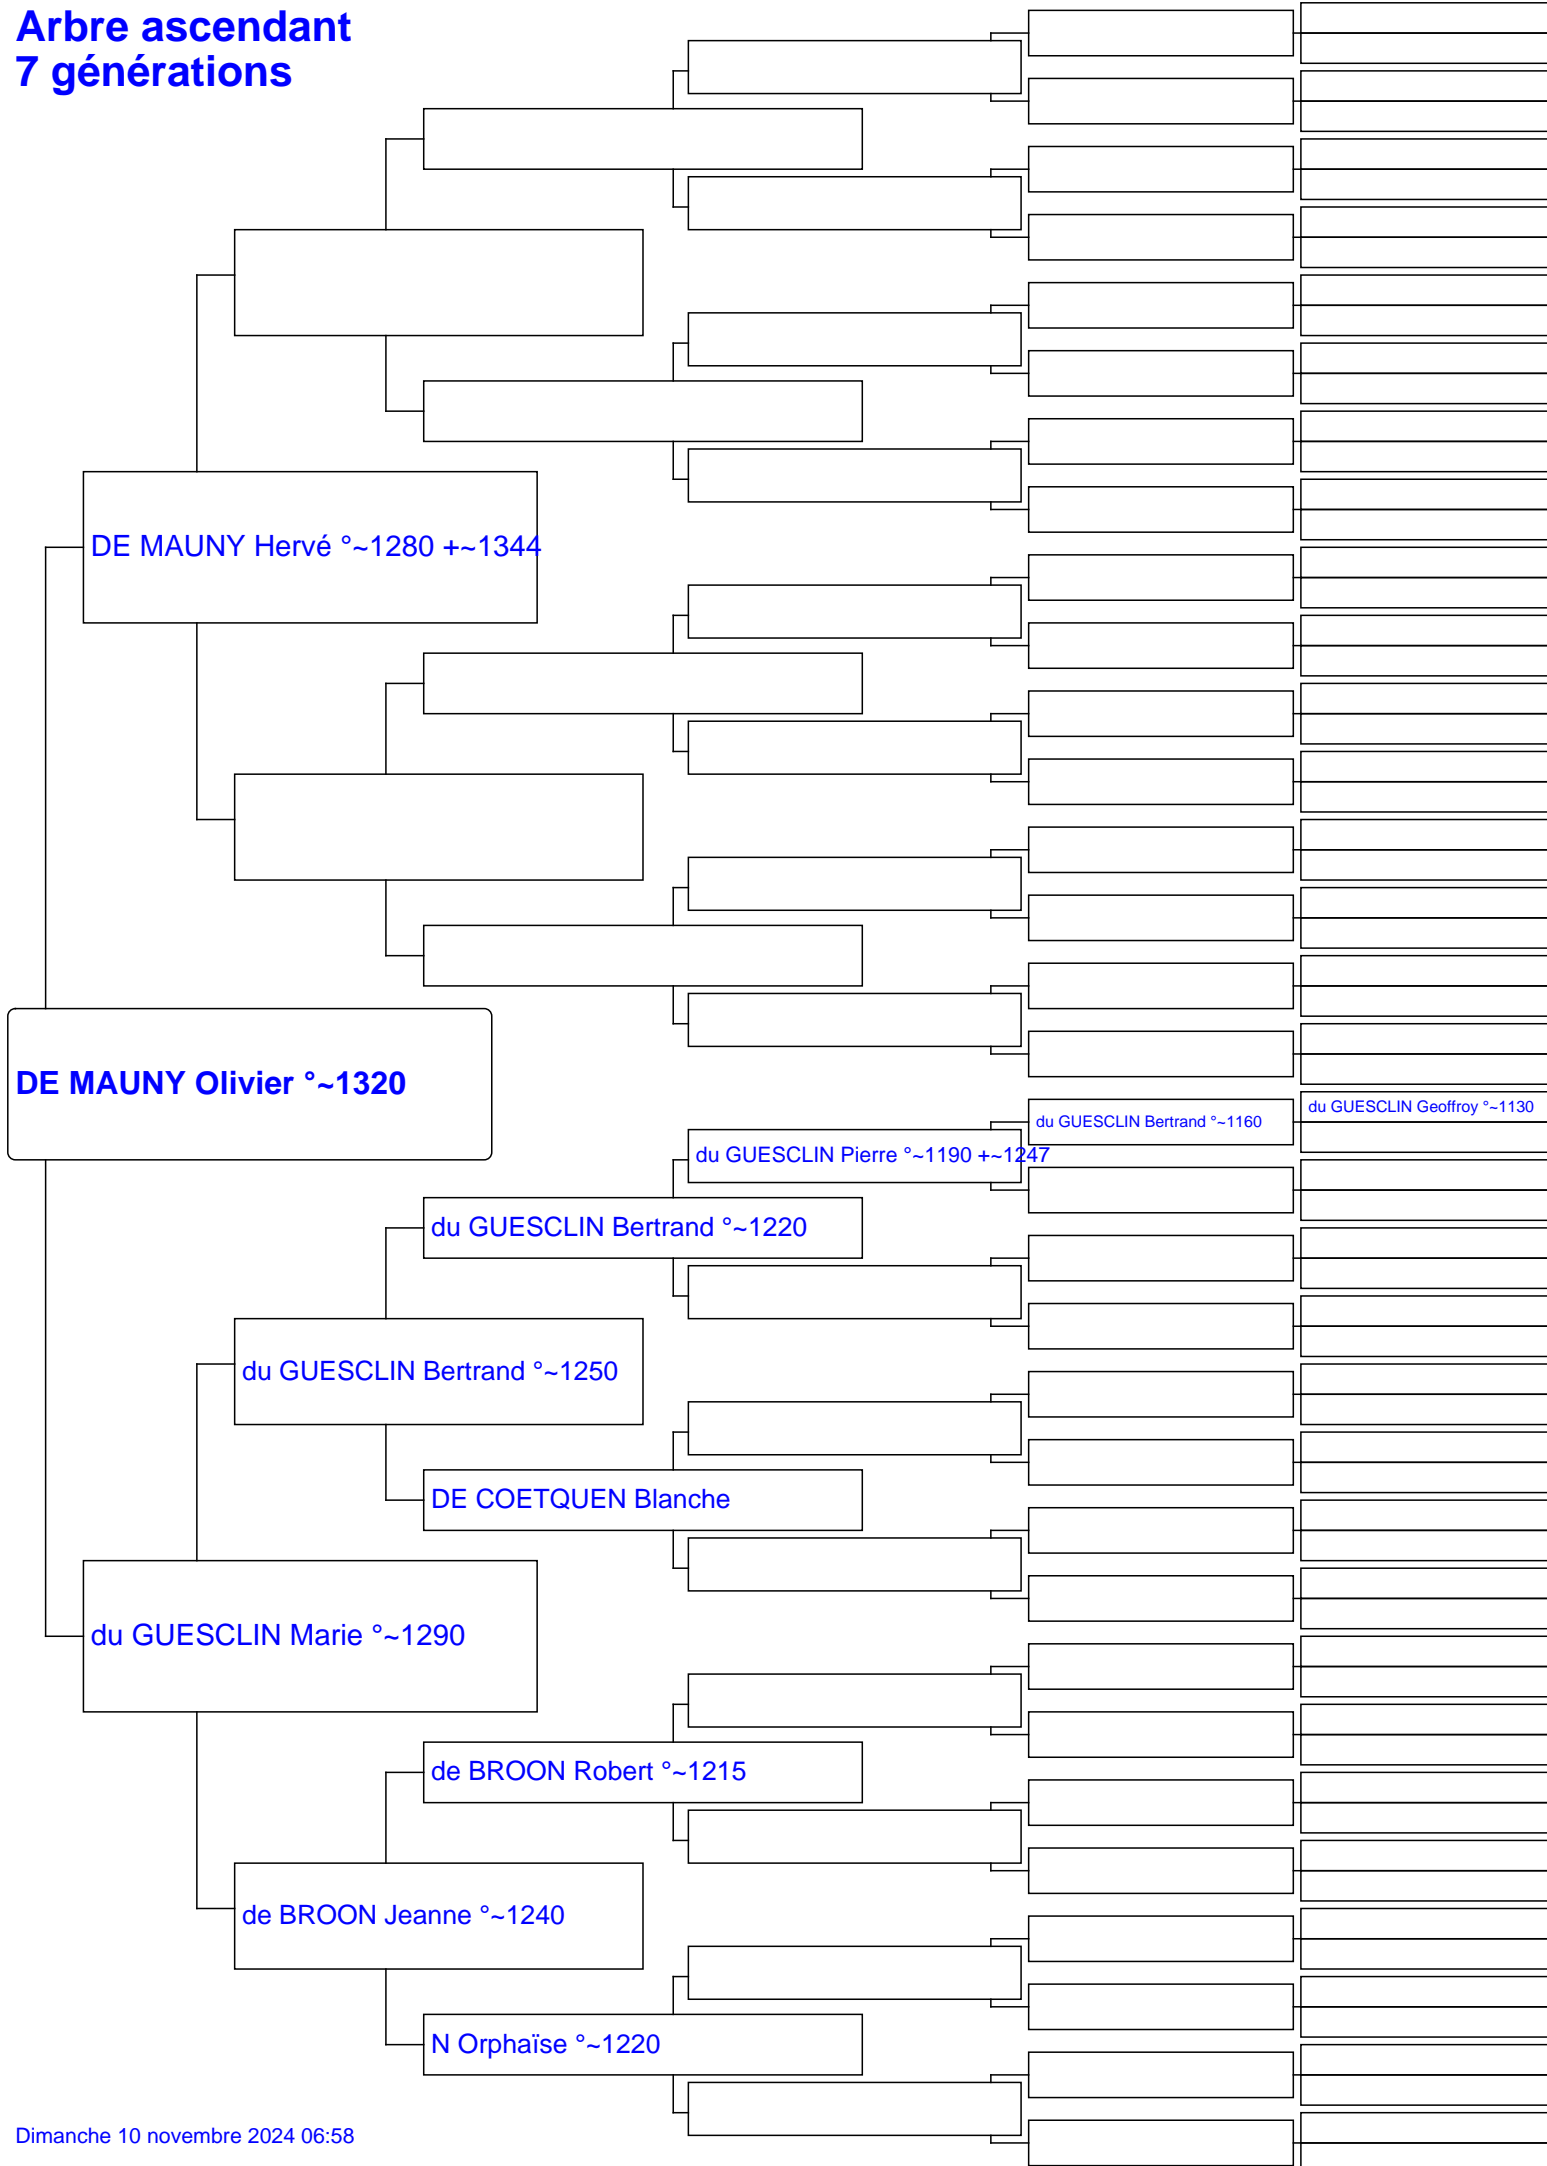 Arbre ascendant
7 générations
DE MAUNY Hervé °~1280 +~1344
DE MAUNY Olivier °~1320
du GUESCLIN Geoffroy °~1130
du GUESCLIN Bertrand °~1160
du GUESCLIN Pierre °~1190 +~1247
du GUESCLIN Bertrand °~1220
du GUESCLIN Bertrand °~1250
DE COETQUEN Blanche
du GUESCLIN Marie °~1290
de BROON Robert °~1215
de BROON Jeanne °~1240
N Orphaïse °~1220
Dimanche 10 novembre 2024 06:58